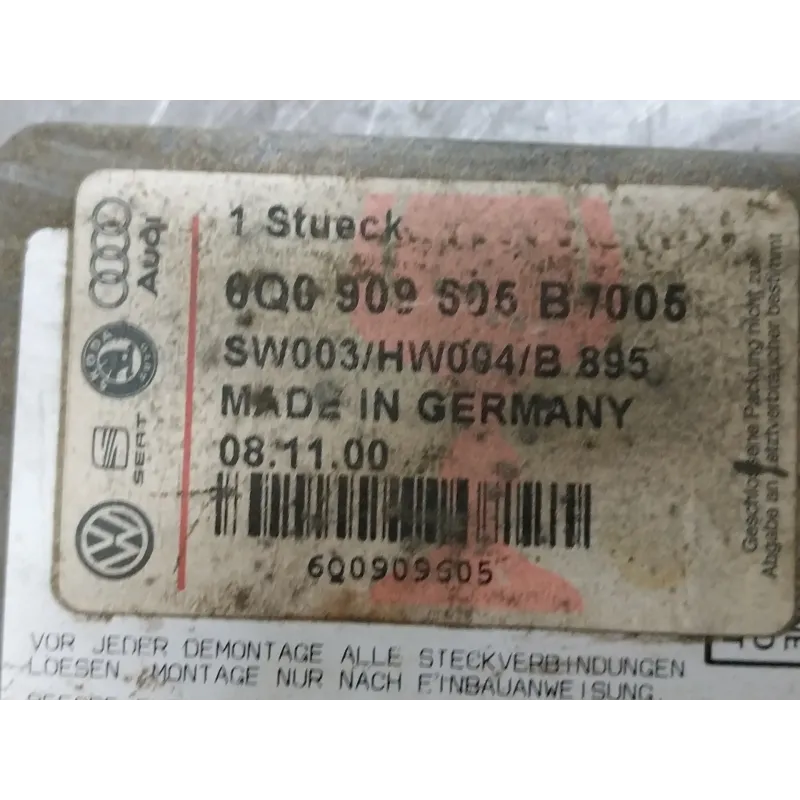 1 Stueck
6Q0 909 605 B 7005
SW003/HW004/B 895
MADE IN GERMANY
08.11.00
6Q0909605
Audi
SKODA
SEAT
Geschlossene Packung nicht zur
Abgabe an Letztverbraucher bestimmt
VOR JEDER DEMONTAGE ALLE STECKVERBINDUNGEN
LOESEN. MONTAGE NUR NACH EINBAUANWEISUNG.